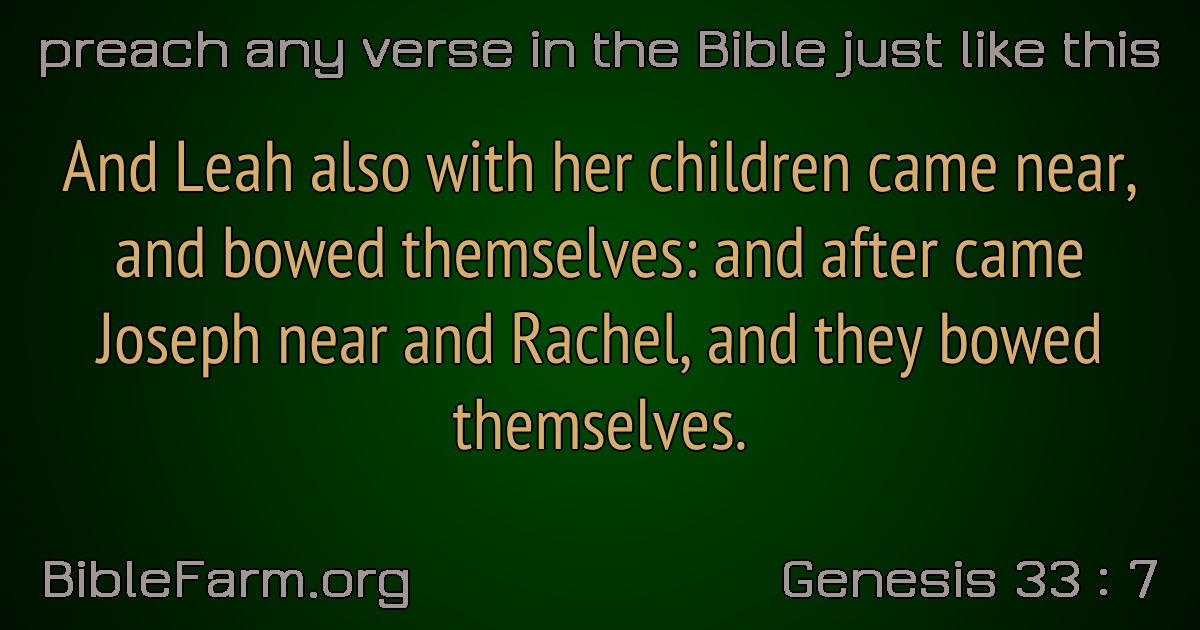 preach any verse in the Bible just like this
And Leah also with her children came near,
and bowed themselves: and after came
Joseph near and Rachel, and they bowed
themselves.
BibleFarm.org
Genesis 33 : 7